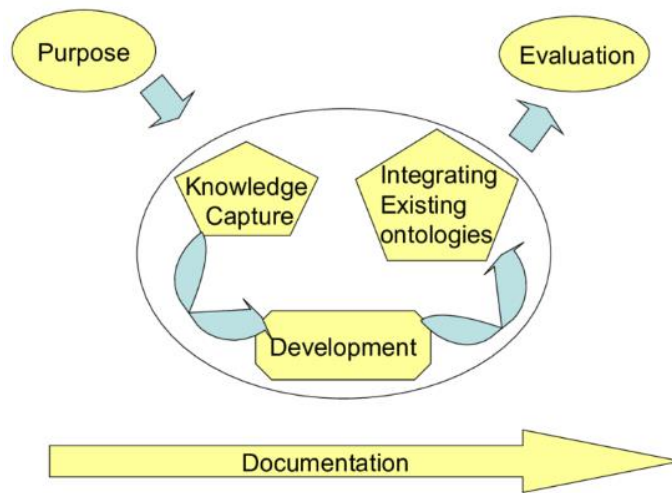 Purpose
Evaluation
Knowledge
Capture
Integrating
Existing
ontologies
Development
Documentation